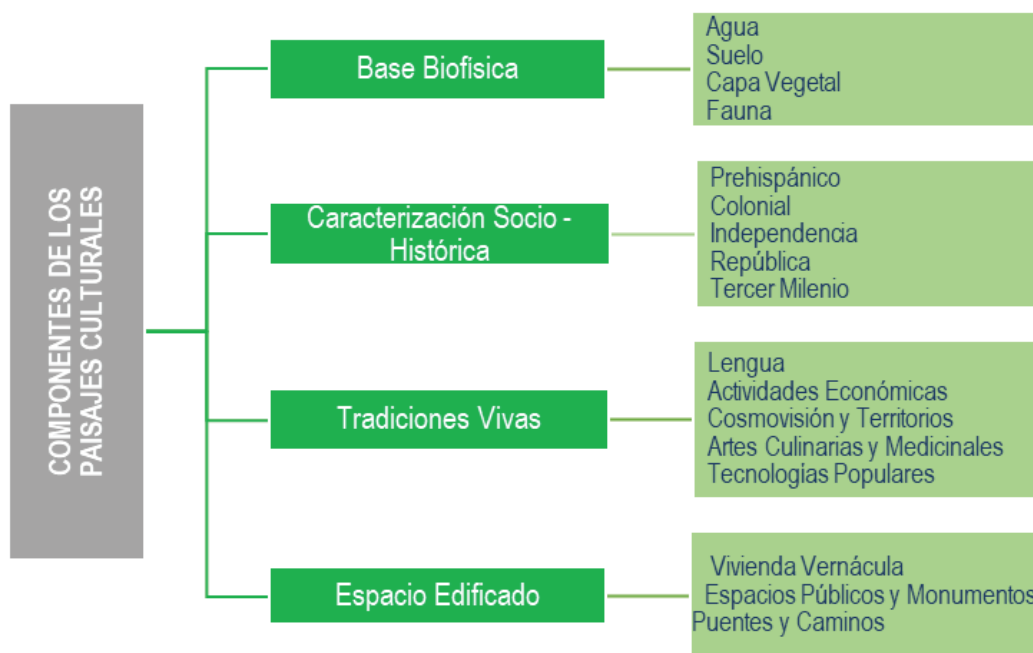 COMPONENTES DE LOS
PAISAJES CULTURALES
Base Biofísica
Agua
Suelo
Capa Vegetal
Fauna
Caracterización Socio -
Histórica
Prehispánico
Colonial
Independencia
República
Tercer Milenio
Tradiciones Vivas
Lengua
Actividades Económicas
Cosmovisión y Territorios
Artes Culinarias y Medicinales
Tecnologías Populares
Espacio Edificado
Vivienda Vernácula
Espacios Públicos y Monumentos
Puentes y Caminos